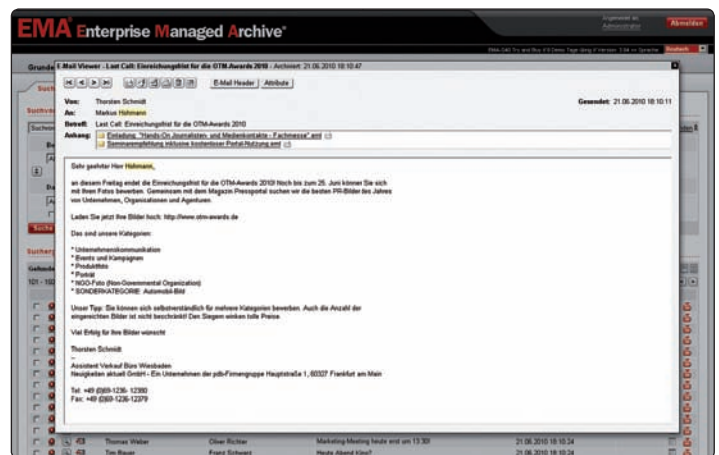 EMA Enterprise Managed Archive®
Angemeldet als:
Administrator
Abmelden
Deutsch
E-Mail Viewer - Last Call: Einreichungsfrist für die OTM-Awards 2010 - Archiviert: 21.06.2010 18:10:47
E-Mail Header
Attribute
Von: Thorsten Schmidt
Gesendet: 21.06.2010 18:10:11
An: Markus Hohmann
Betreff: Last Call: Einreichungsfrist für die OTM-Awards 2010
Anhang: Einladung "Hands-On Journalisten- und Medienkontakte - Fachmesse".eml
Seminarempfehlung inklusive kostenloser Portal-Nutzung.eml
Sehr geehrter Herr Hohmann,
an diesem Freitag endet die Einreichungsfrist für die OTM-Awards 2010! Noch bis zum 25. Juni können Sie sich
mit Ihren Fotos bewerben. Gemeinsam mit dem Magazin Pressportal suchen wir die besten PR-Bilder des Jahres
von Unternehmen, Organisationen und Agenturen.
Laden Sie jetzt Ihre Bilder hoch: http://www.otm-awards.de
Das sind unsere Kategorien:
* Unternehmenskommunikation
* Events und Kampagnen
* Produktfoto
* Porträt
* NGO-Foto (Non-Governmental Organization)
* SONDERKATEGORIE: Automobil-Bild
Unser Tipp: Sie können sich selbstverständlich für mehrere Kategorien bewerben. Auch die Anzahl der
eingereichten Bilder ist nicht beschränkt! Den Siegern winken tolle Preise.
Viel Erfolg für Ihre Bilder wünscht
Thorsten Schmidt
--
Assistent Verkauf Büro Wiesbaden
Neuigkeiten aktuell GmbH - Ein Unternehmen der pdb-Firmengruppe Hauptstraße 1, 60327 Frankfurt am Main
Tel: +49 (0)69-1236- 12380
Fax: +49 (0)69-1236-12379
Thomas Weber Oliver Richter Marketing-Meeting heute erst um 13:30! 21.06.2010 18:10:24
Tim Bauer Franz Schwarz Heute Abend Kino? 21.06.2010 18:10:24